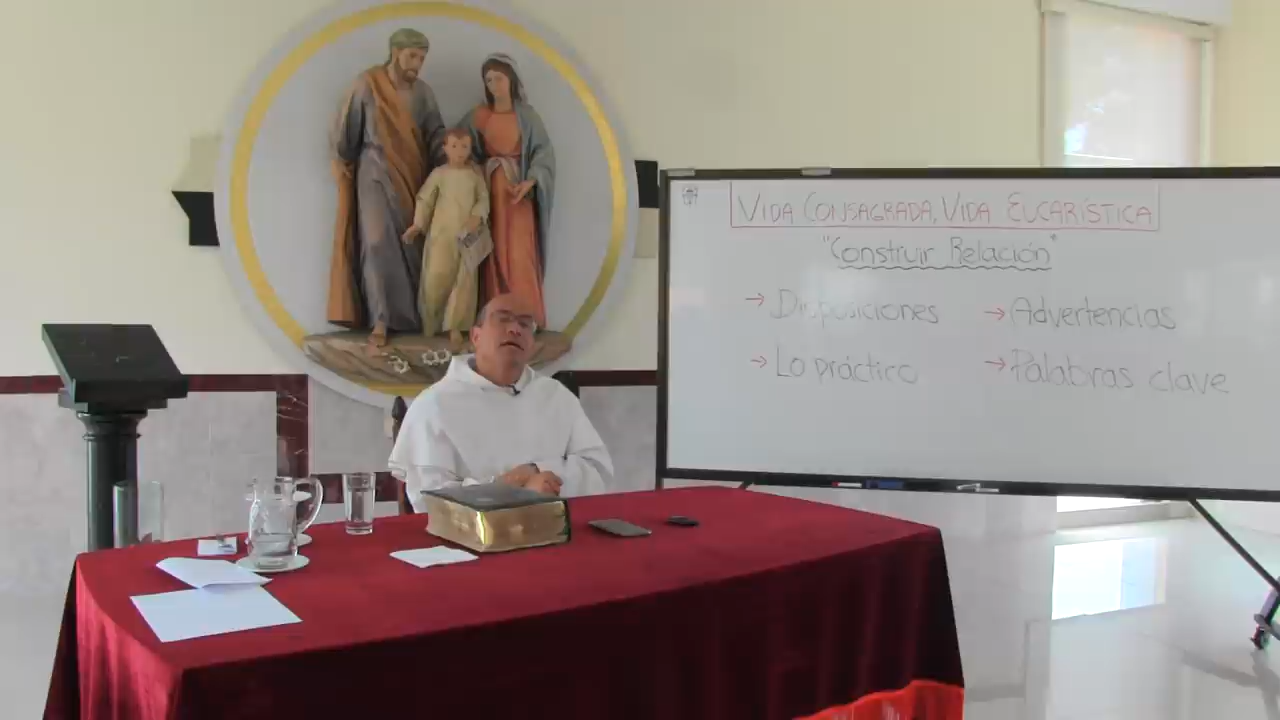 VIDA CONSAGRADA, VIDA EUCARÍSTICA
"Construir Relación"
→ Disposiciones → Advertencias
→ Lo práctico → Palabras clave